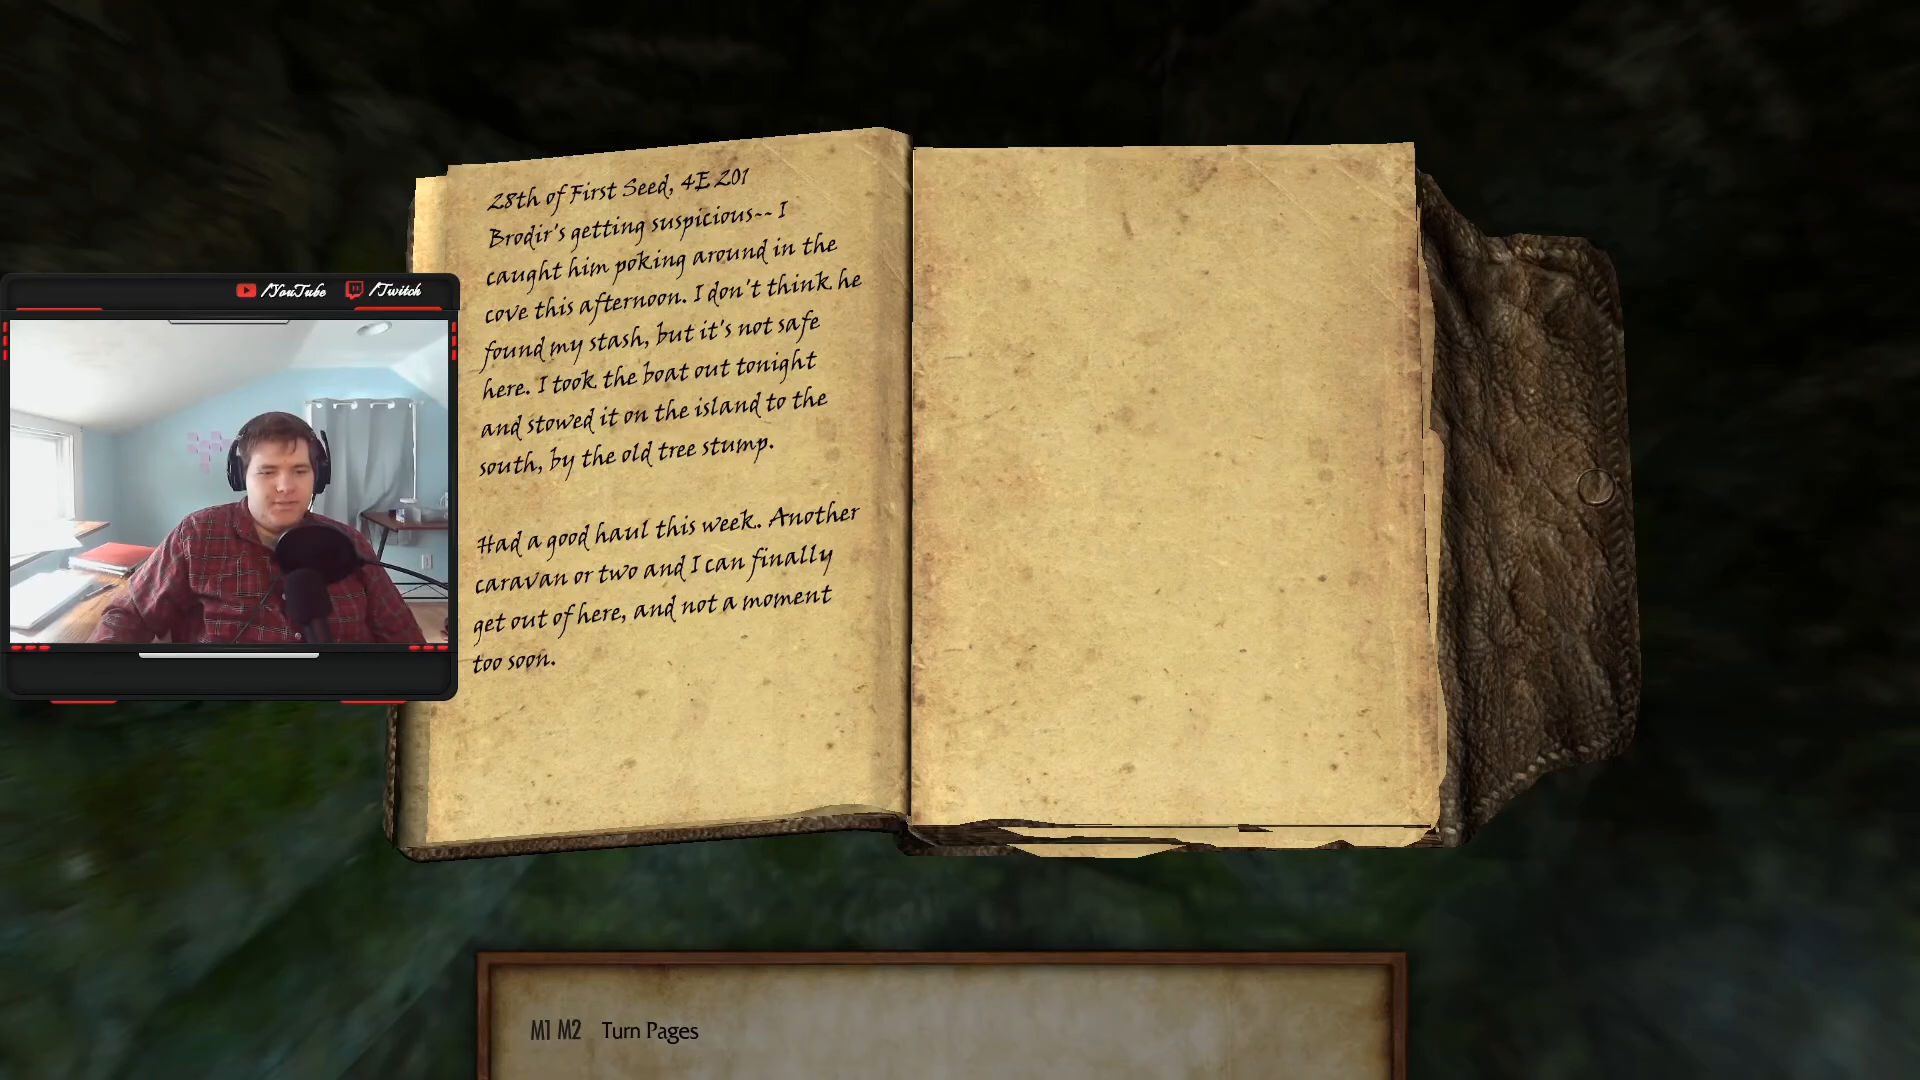 28th of First Seed, 4E 201
Brodir's getting suspicious-- I
caught him poking around in the
cove this afternoon. I don't think he
found my stash, but it's not safe
here. I took the boat out tonight
and stowed it on the island to the
south, by the old tree stump.
Had a good haul this week. Another
caravan or two and I can finally
get out of here, and not a moment
too soon.
/YouTube /Twitch
M1 M2 Turn Pages